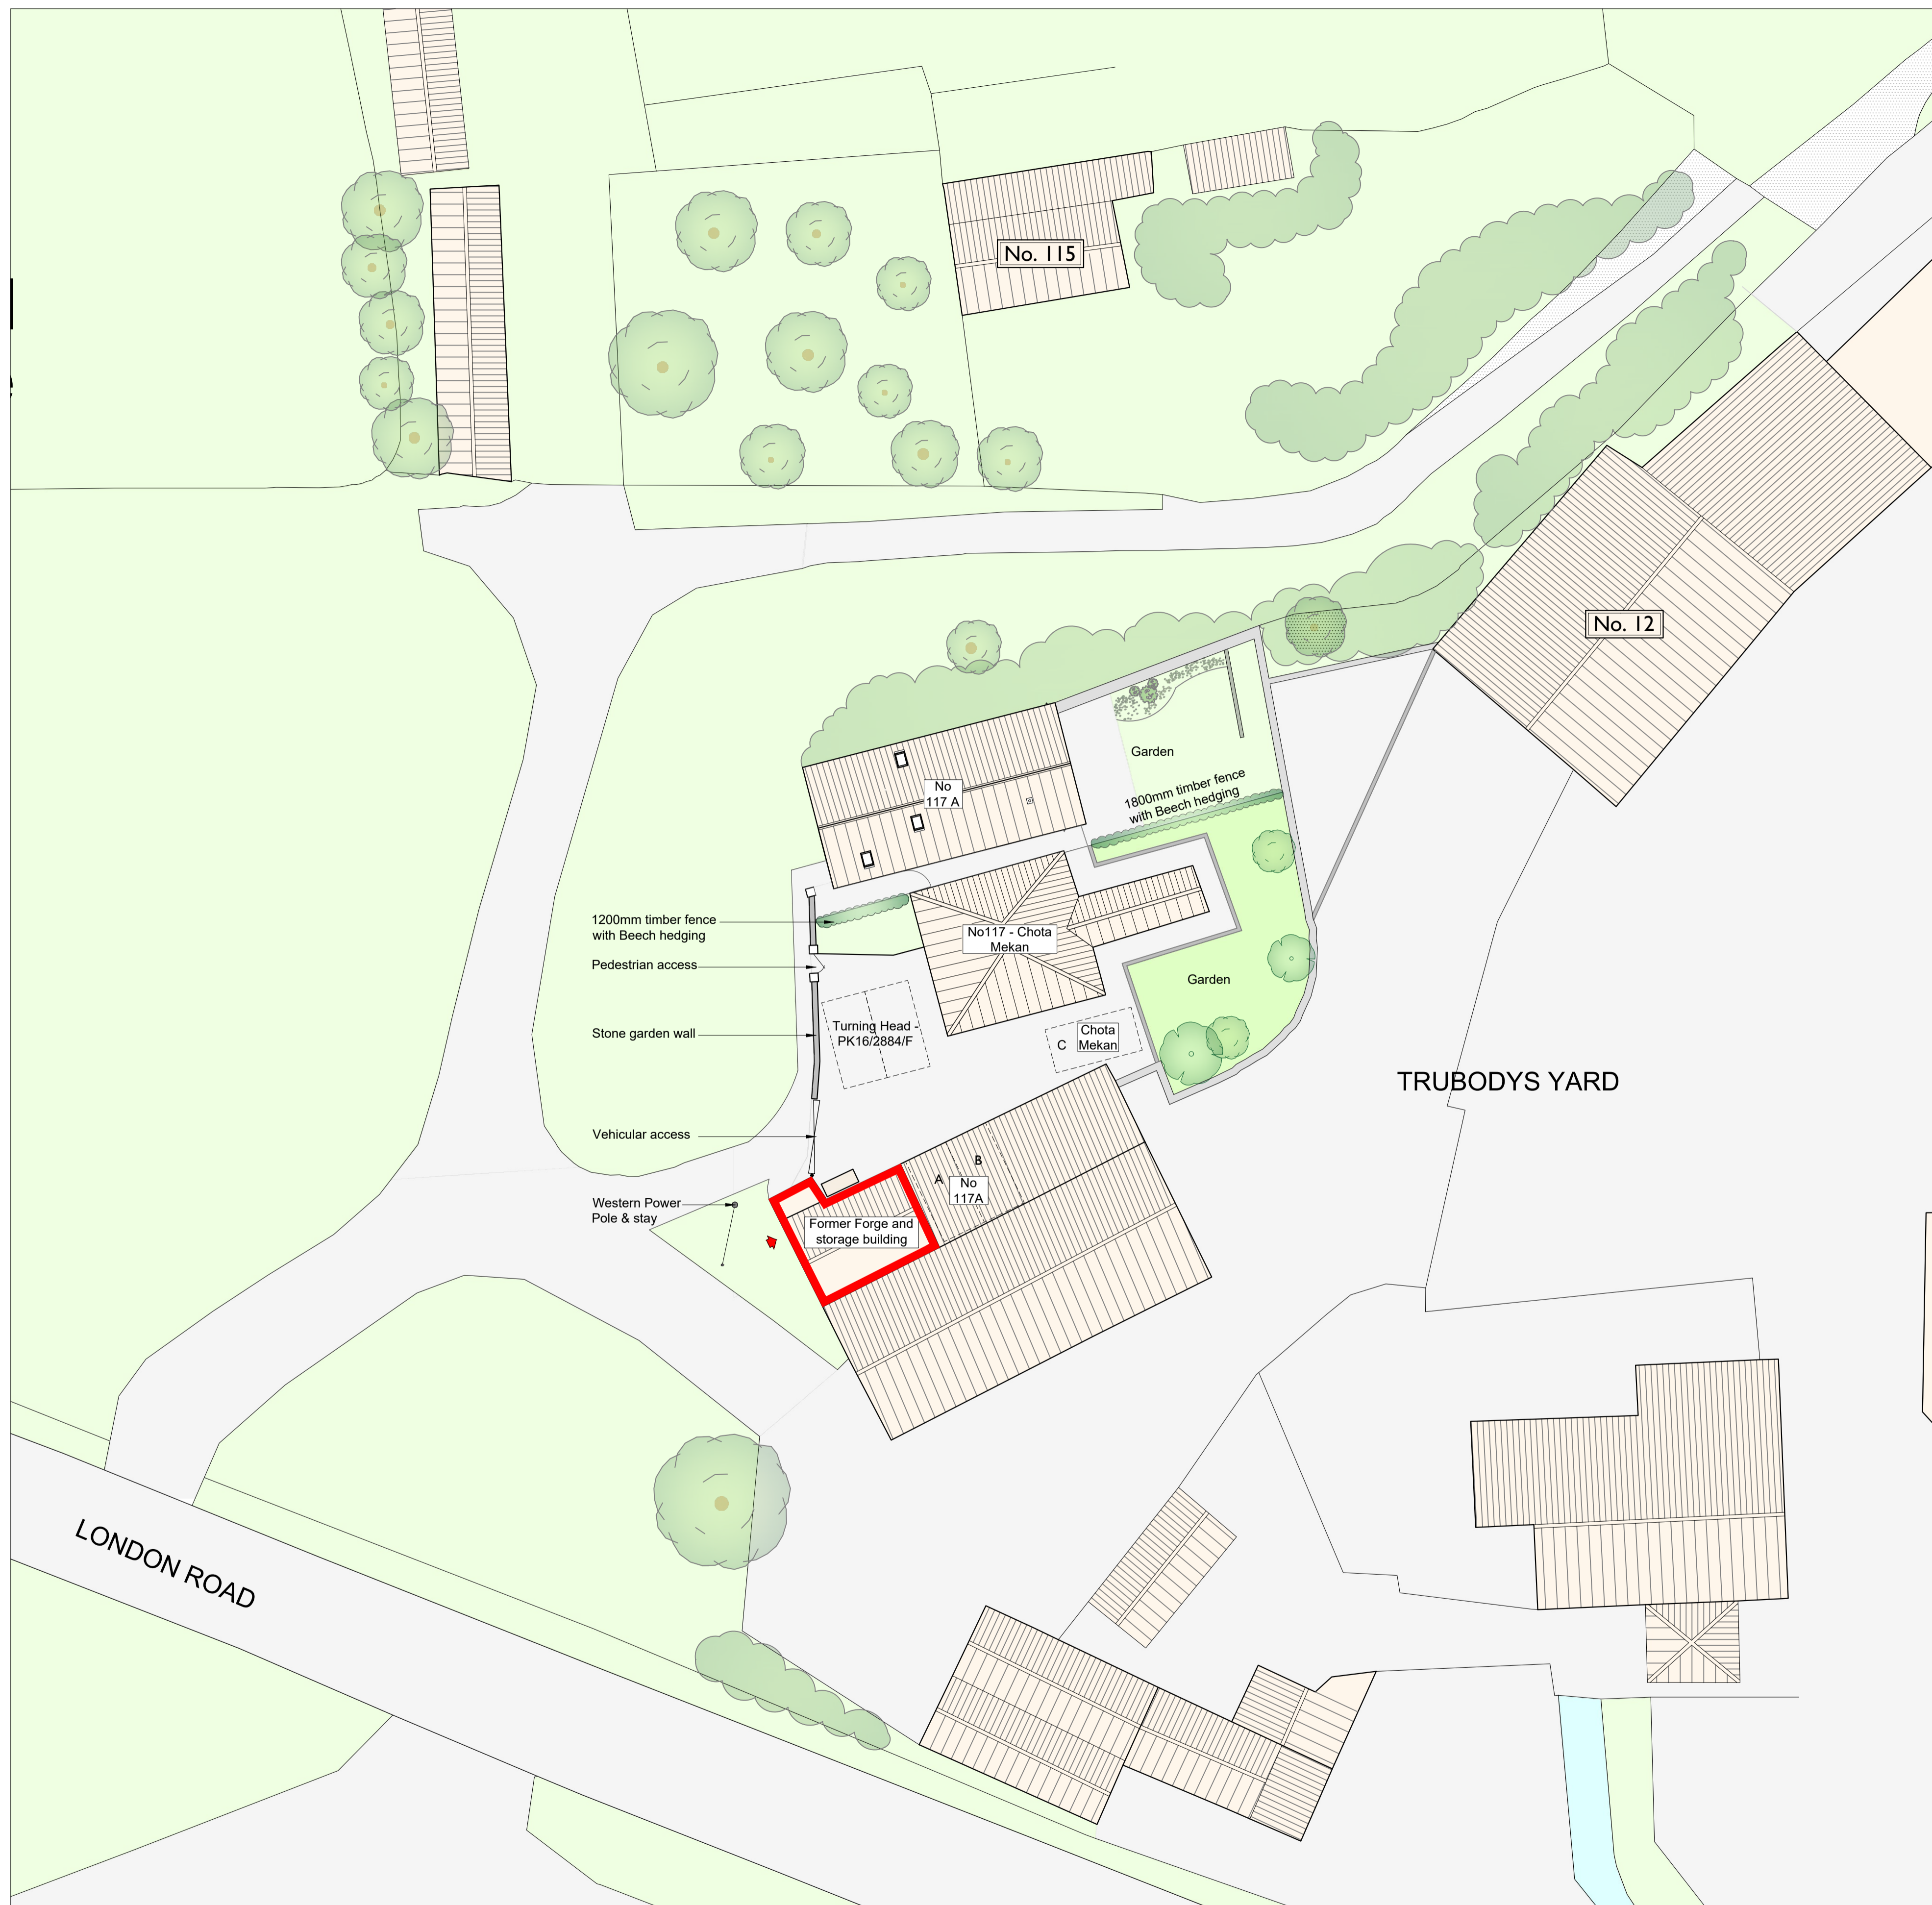 No. 115
No. 12
Garden
1800mm timber fence
with Beech hedging
No
117 A
1200mm timber fence
with Beech hedging
No117 - Chota
Mekan
Pedestrian access
Garden
Stone garden wall
Turning Head -
PK16/2884/F
C
Chota
Mekan
TRUBODYS YARD
Vehicular access
B
A
No
117A
Western Power
Pole & stay
Former Forge and
storage building
LONDON ROAD